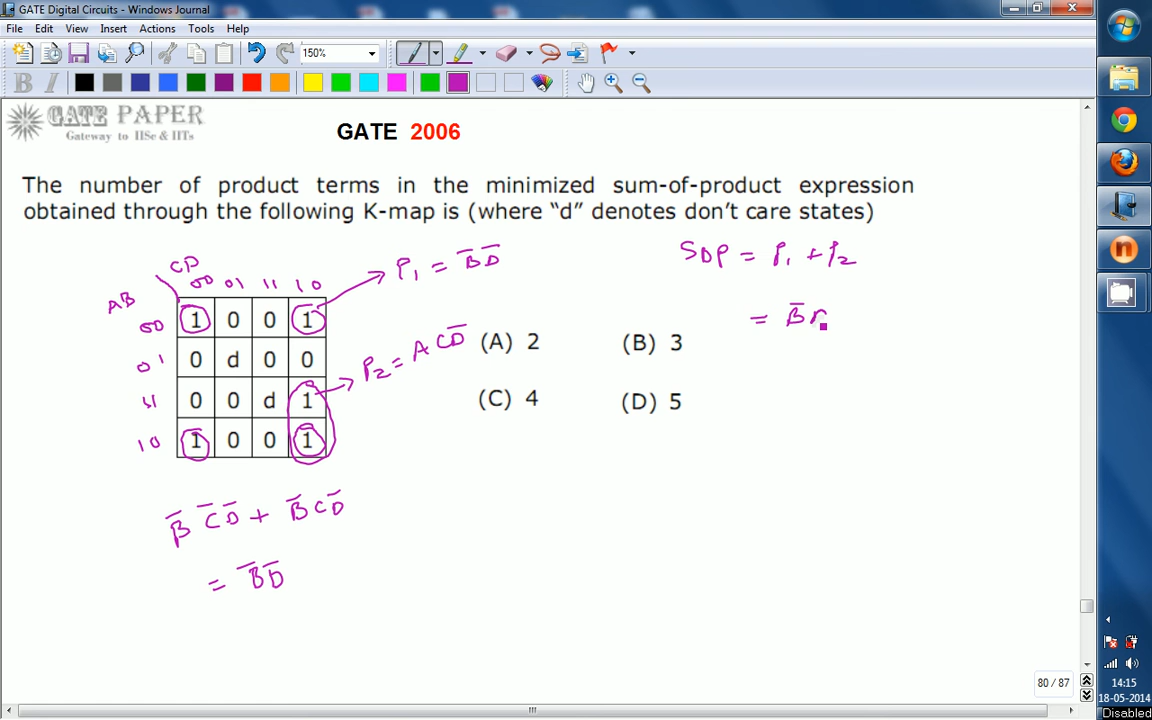 GATE Digital Circuits - Windows Journal
File Edit View Insert Actions Tools Help
150%
B I
GATE PAPER
Gateway to IISc & IITs
GATE 2006
The number of product terms in the minimized sum-of-product expression
obtained through the following K-map is (where “d” denotes don’t care states)
CD
AB
00 01 11 10
00 1 0 0 1
01 0 d 0 0
11 0 0 d 1
10 1 0 0 1
P₁ = B̅ D̅
P₂ = A C D̅
SOP = P₁ + P₂
= B̅
(A) 2 (B) 3
(C) 4 (D) 5
B̅ C̅ D̅ + B̅ C D̅
= B̅ D̅
80 / 87
14:15
18-05-2014
Disabled